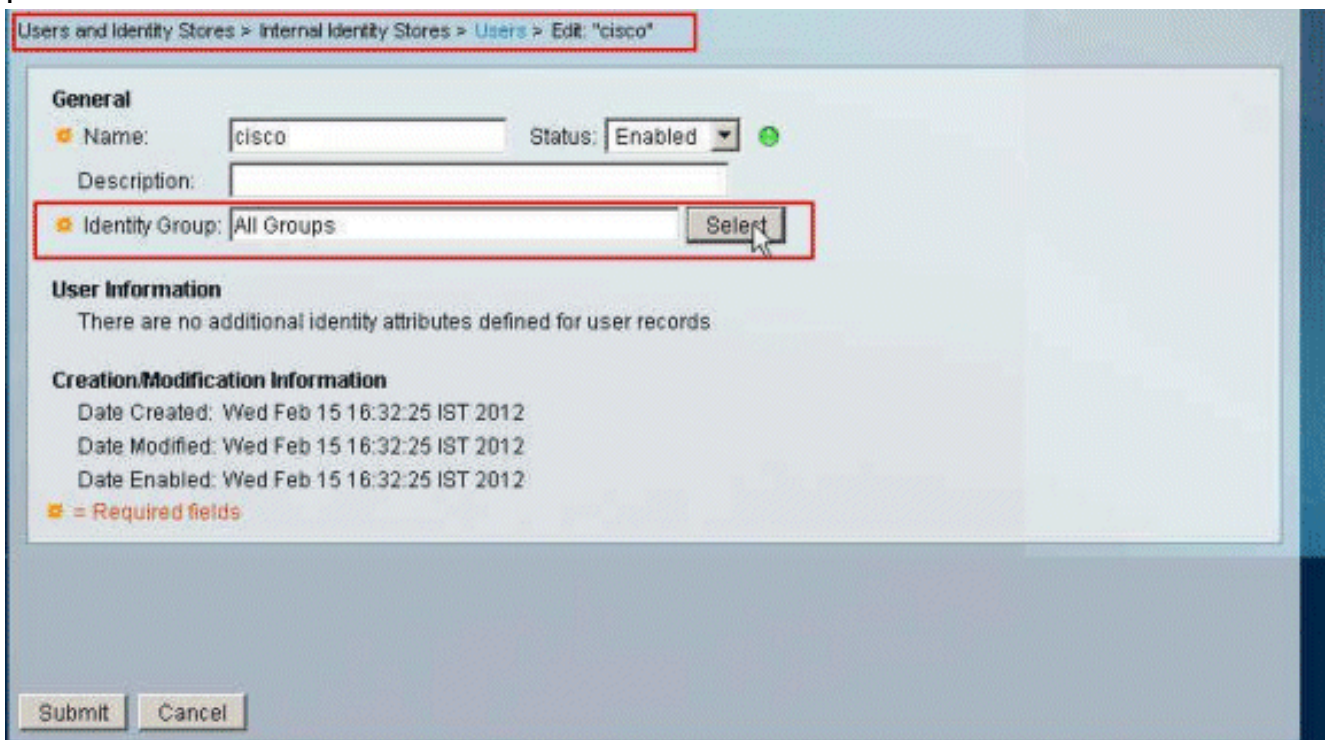 Users and Identity Stores > Internal Identity Stores > Users > Edit: "cisco"
General
Name: cisco Status: Enabled
Description:
Identity Group: All Groups Select
User Information
There are no additional identity attributes defined for user records
Creation/Modification Information
Date Created: Wed Feb 15 16:32:25 IST 2012
Date Modified: Wed Feb 15 16:32:25 IST 2012
Date Enabled: Wed Feb 15 16:32:25 IST 2012
= Required fields
Submit Cancel